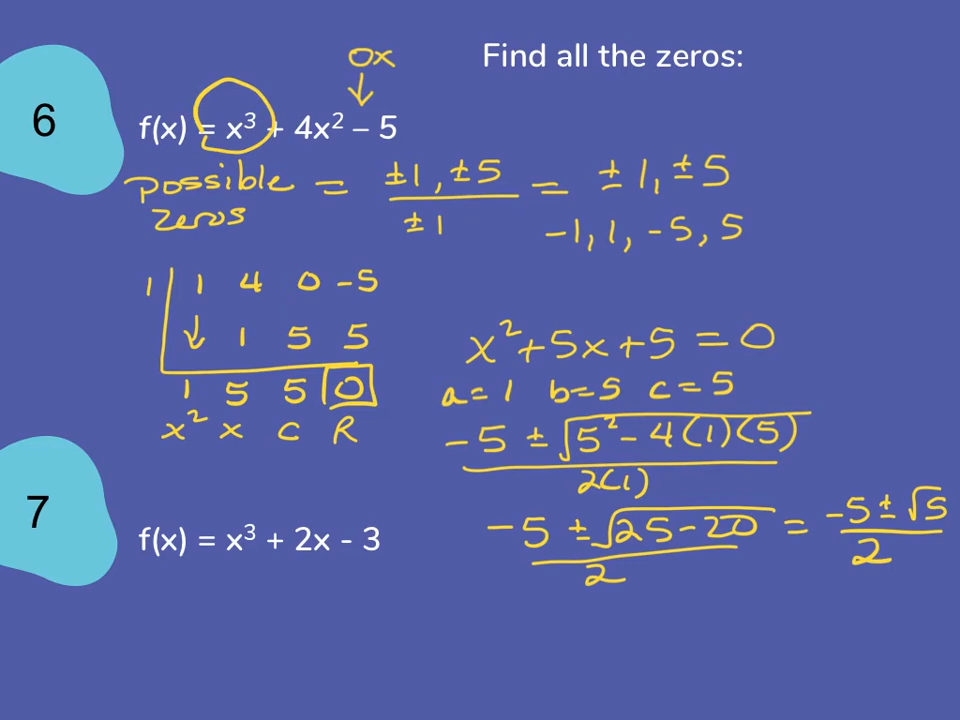 0x
Find all the zeros:
↓
6
f(x) = x³ + 4x² – 5
possible zeros = ±1, ±5 / ±1 = ±1, ±5
-1, 1, -5, 5
1 | 1 4 0 -5
↓ 1 5 5
1 5 5 0
x² x c R
x² + 5x + 5 = 0
a = 1 b = 5 c = 5
-5 ± √5² - 4(1)(5) / 2(1)
-5 ± √25 - 20 / 2 = -5 ± √5 / 2
7
f(x) = x³ + 2x - 3